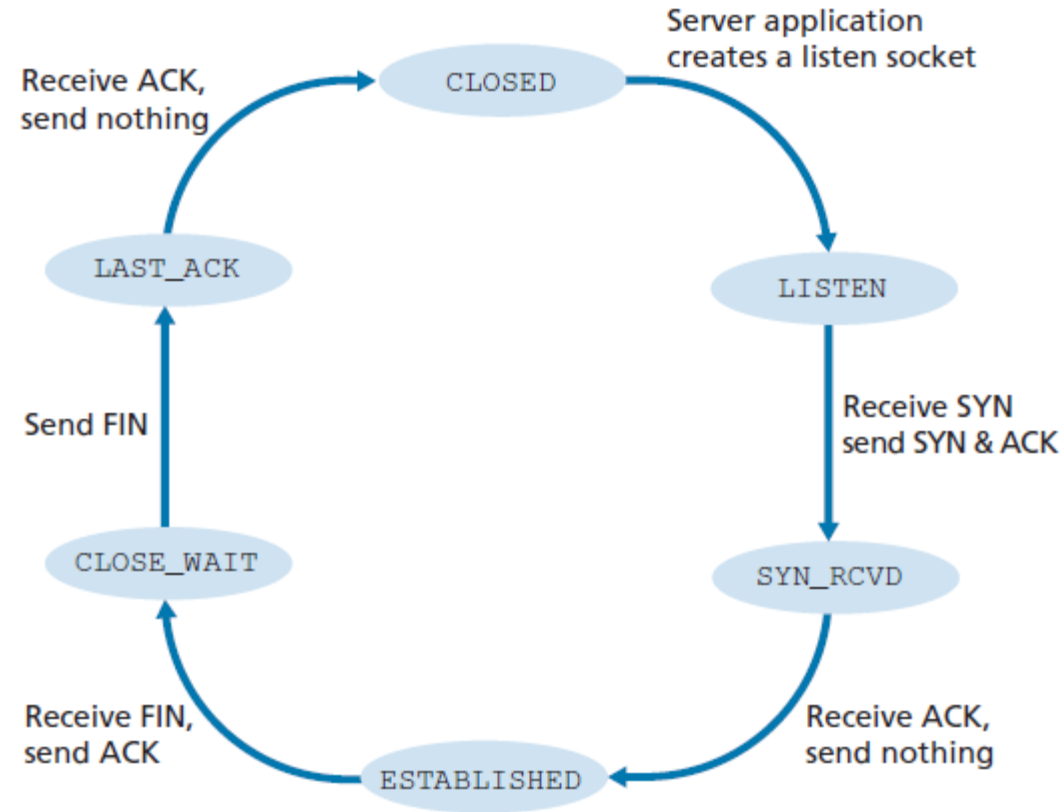 Server application
creates a listen socket
Receive ACK,
send nothing
CLOSED
LAST_ACK
LISTEN
Receive SYN
send SYN & ACK
Send FIN
CLOSE_WAIT
SYN_RCVD
Receive FIN,
send ACK
Receive ACK,
send nothing
ESTABLISHED